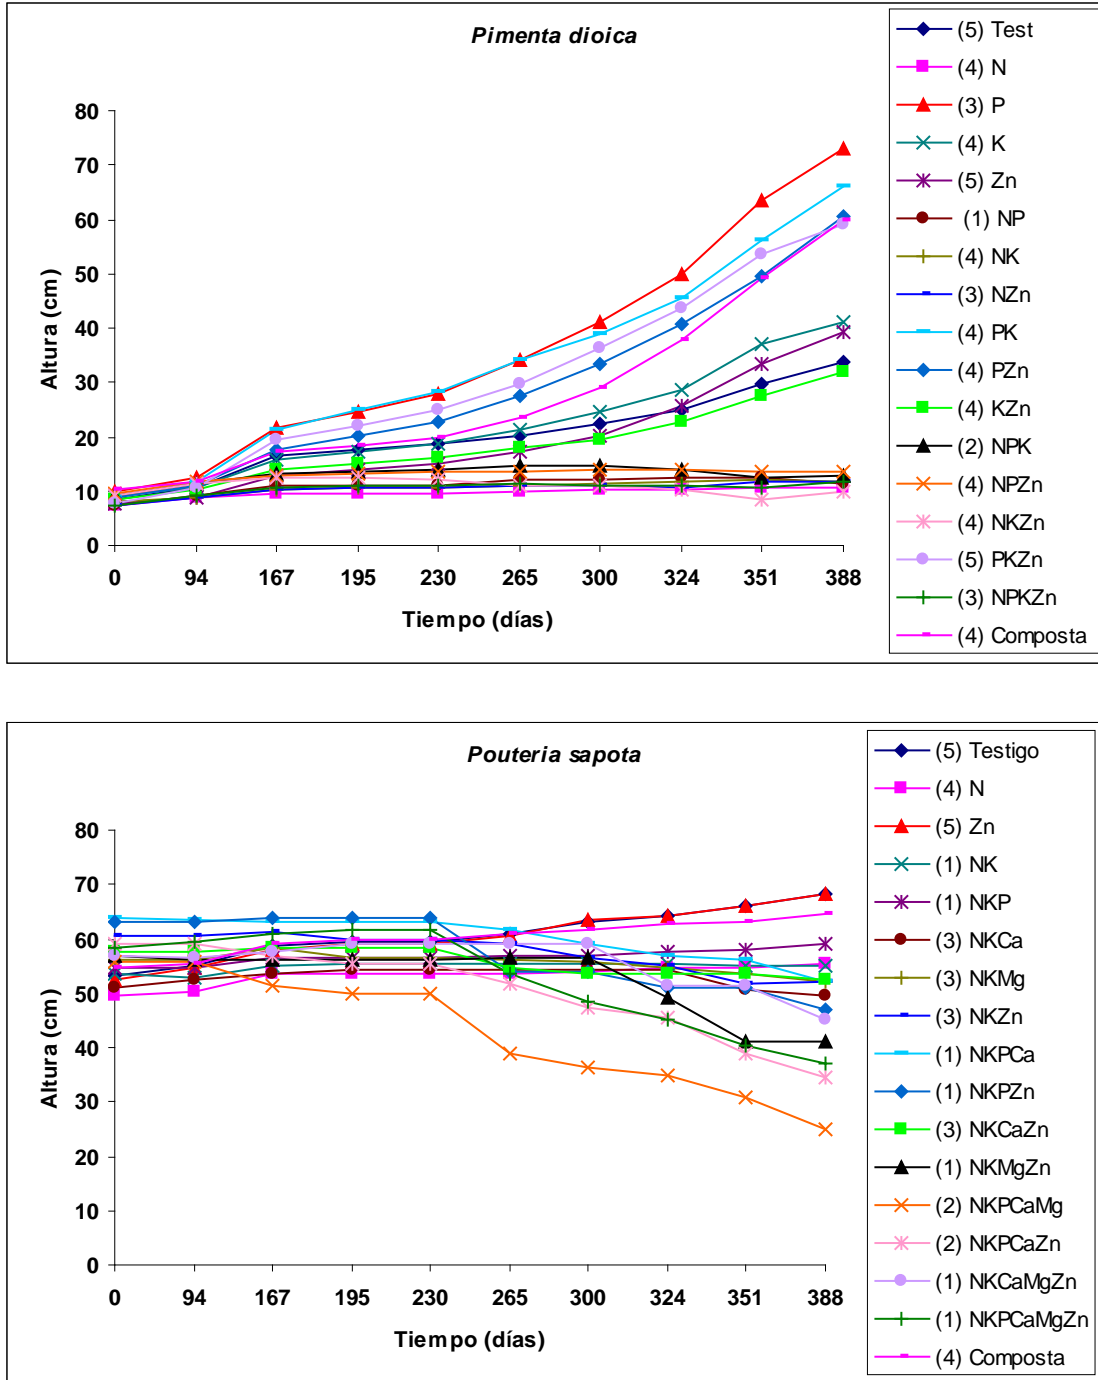 Pimenta dioica
Altura (cm)
80
70
60
50
40
30
20
10
0
0 94 167 195 230 265 300 324 351 388
Tiempo (días)
(5) Test
(4) N
(3) P
(4) K
(5) Zn
(1) NP
(4) NK
(3) NZn
(4) PK
(4) PZn
(4) KZn
(2) NPK
(4) NPZn
(4) NKZn
(5) PKZn
(3) NPKZn
(4) Composta
Pouteria sapota
Altura (cm)
80
70
60
50
40
30
20
10
0
0 94 167 195 230 265 300 324 351 388
Tiempo (días)
(5) Testigo
(4) N
(5) Zn
(1) NK
(1) NKP
(3) NKCa
(3) NKMg
(3) NKZn
(1) NKPCa
(1) NKPZn
(3) NKCaZn
(1) NKMgZn
(2) NKPCaMg
(2) NKPCaZn
(1) NKCaMgZn
(1) NKPCaMgZn
(4) Composta